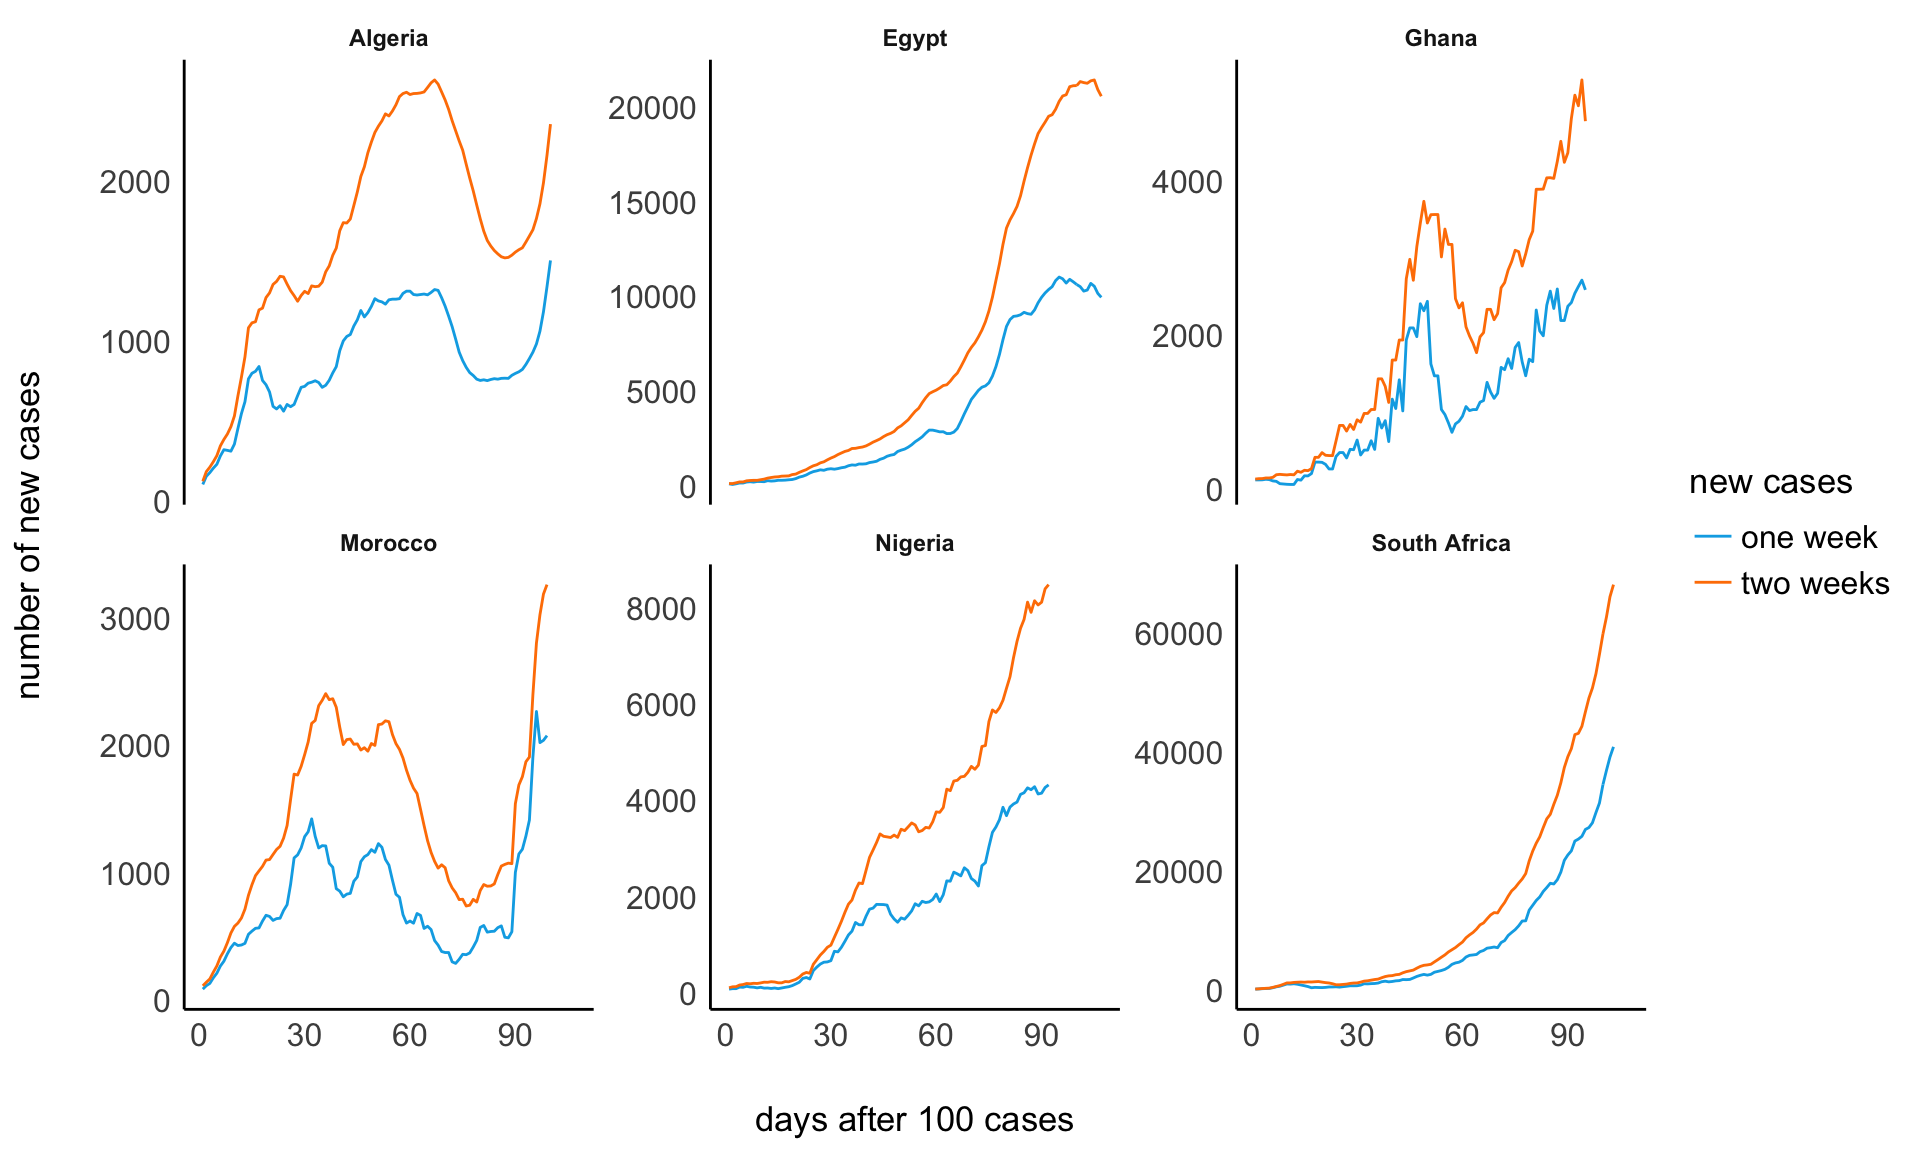 Algeria
Egypt
Ghana
2000
1000
0
20000
15000
10000
5000
0
4000
2000
0
number of new cases
Morocco
Nigeria
South Africa
3000
2000
1000
0
8000
6000
4000
2000
0
60000
40000
20000
0
0 30 60 90
0 30 60 90
0 30 60 90
days after 100 cases
new cases
one week
two weeks